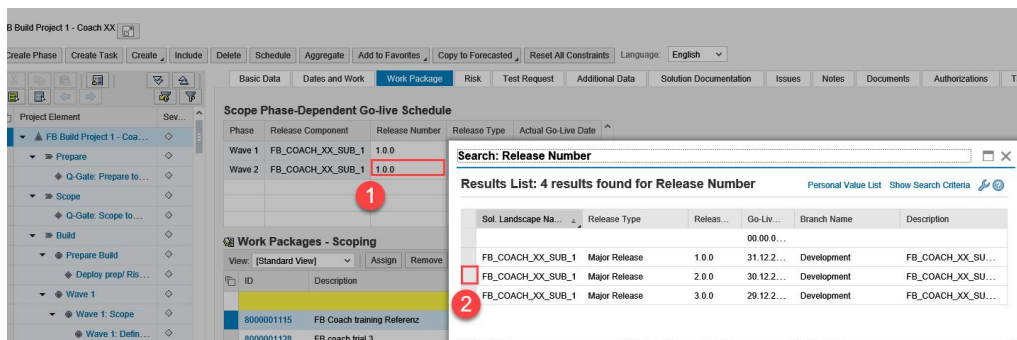 B Build Project 1 - Coach XX
Create Phase Create Task Create Include Delete Schedule Aggregate Add to Favorites Copy to Forecasted Reset All Constraints Language: English
Basic Data Dates and Work Work Package Risk Test Request Additional Data Solution Documentation Issues Notes Documents Authorizations T
Project Element Sev...
FB Build Project 1 - Coa...
Prepare
Q-Gate: Prepare to...
Scope
Q-Gate: Scope to...
Build
Prepare Build
Deploy prep/ Ris...
Wave 1
Wave 1: Scope
Wave 1: Defin...
Scope Phase-Dependent Go-live Schedule
Phase Release Component Release Number Release Type Actual Go-Live Date
Wave 1 FB_COACH_XX_SUB_1 1.0.0
Wave 2 FB_COACH_XX_SUB_1 1.0.0
1
Work Packages - Scoping
View: [Standard View] Assign Remove
ID Description
8000001115 FB Coach training Referenz
8000001128 FB coach trial 3
Search: Release Number
Results List: 4 results found for Release Number Personal Value List Show Search Criteria
Sol. Landscape Na... Release Type Releas... Go-Liv... Branch Name Description
00.00.0...
FB_COACH_XX_SUB_1 Major Release 1.0.0 31.12.2... Development FB_COACH_XX_SU...
FB_COACH_XX_SUB_1 Major Release 2.0.0 30.12.2... Development FB_COACH_XX_SU...
FB_COACH_XX_SUB_1 Major Release 3.0.0 29.12.2... Development FB_COACH_XX_SU...
2